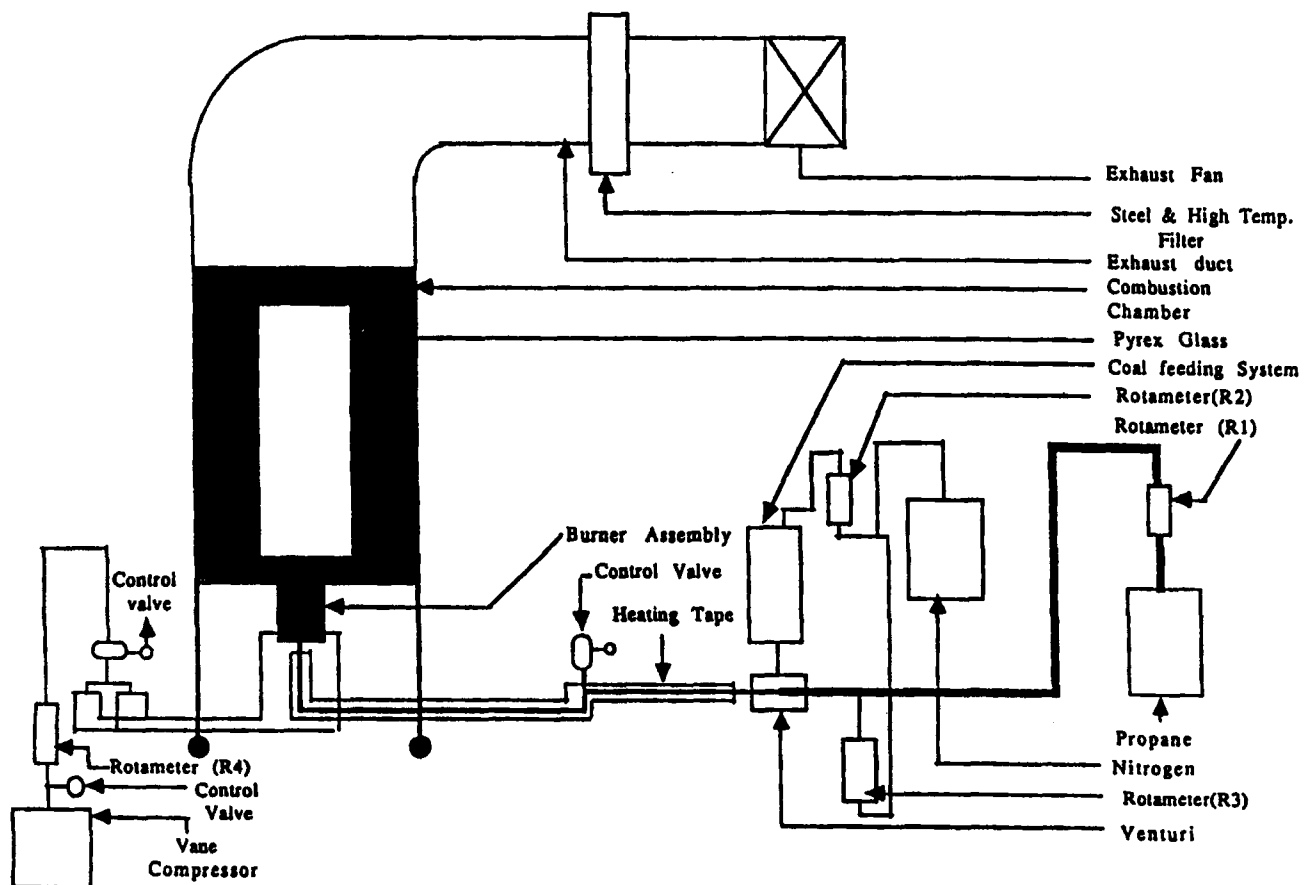 Exhaust Fan
Steel & High Temp.
Filter
Exhaust duct
Combustion
Chamber
Pyrex Glass
Coal feeding System
Rotameter(R2)
Rotameter (R1)
Burner Assembly
Control Valve
Heating Tape
Control
valve
Rotameter (R4)
Control
Valve
Vane
Compressor
Propane
Nitrogen
Rotameter(R3)
Venturi